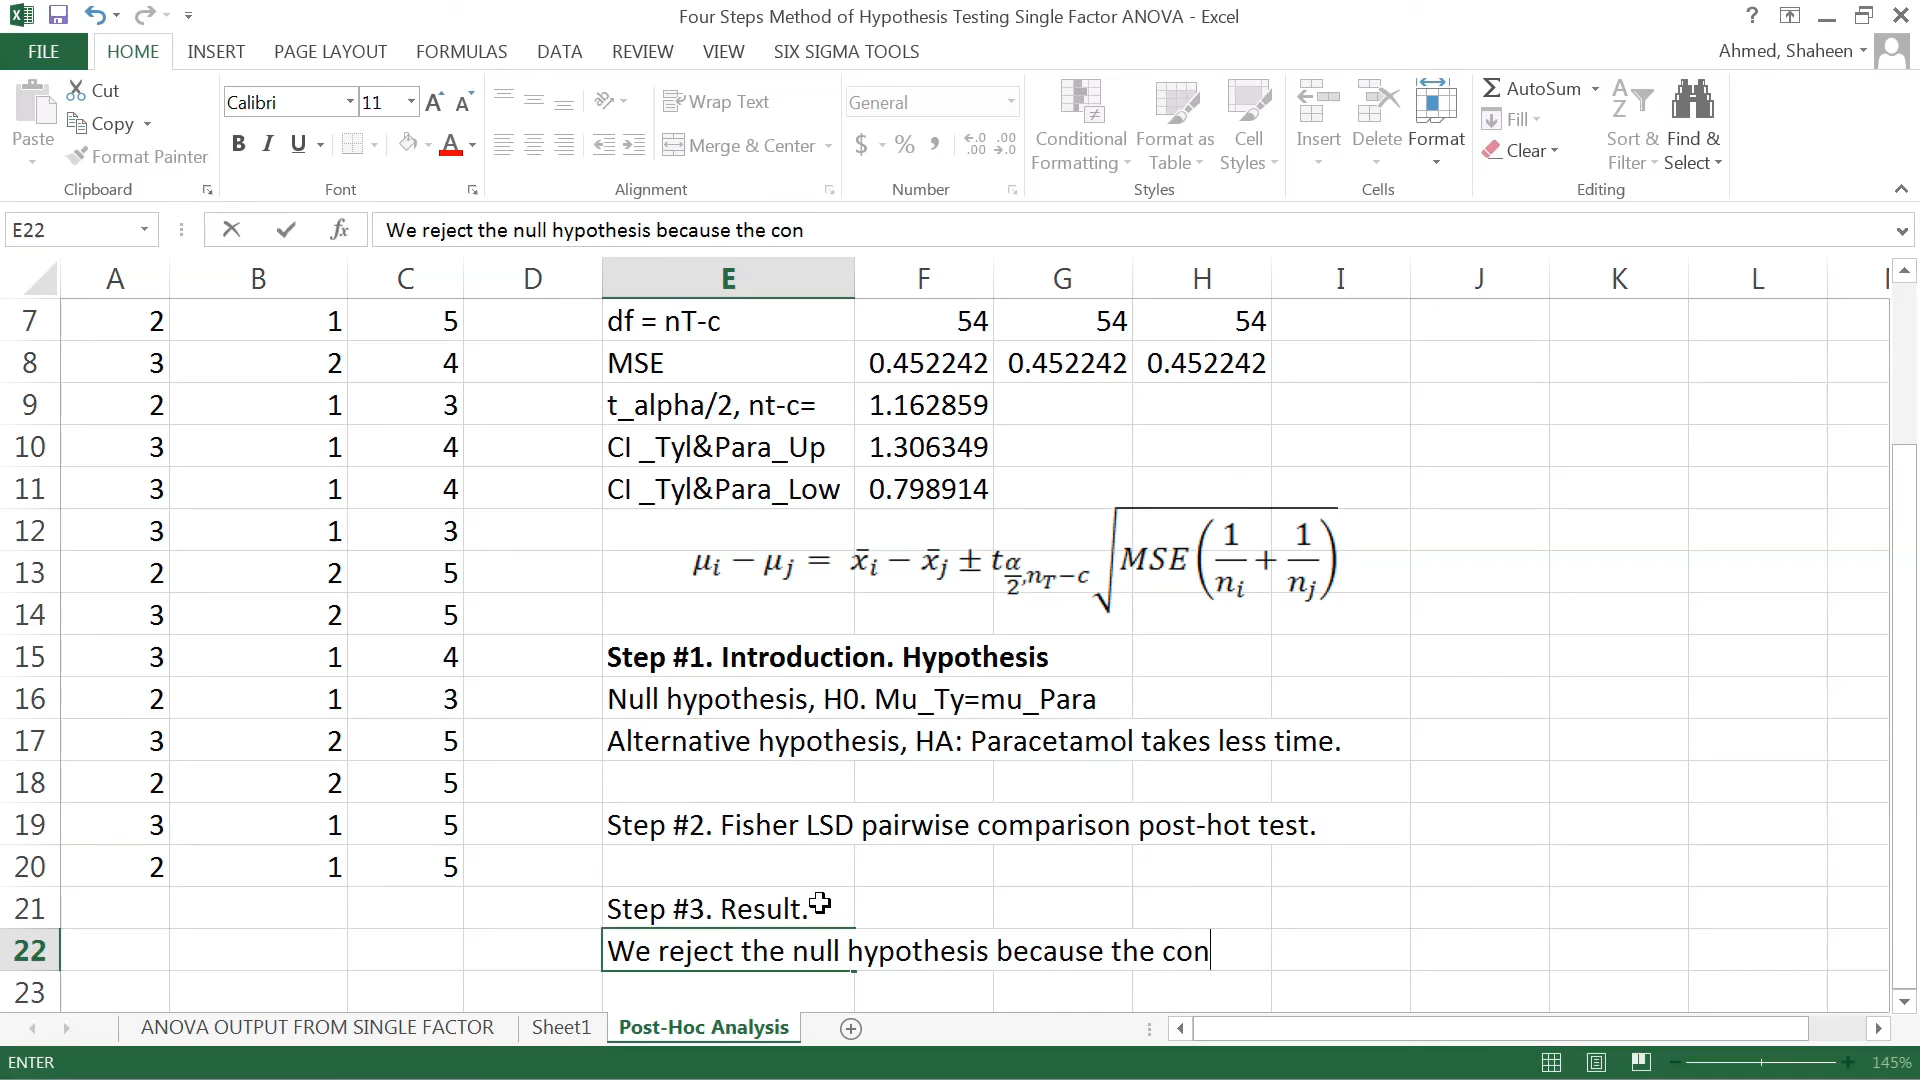 Four Steps Method of Hypothesis Testing Single Factor ANOVA - Excel
FILE HOME INSERT PAGE LAYOUT FORMULAS DATA REVIEW VIEW SIX SIGMA TOOLS Ahmed, Shaheen
Paste
Cut
Copy
Format Painter
Clipboard
Calibri 11
B I U
Font
Wrap Text
Merge & Center
Alignment
General
$ % ,
Number
Conditional Formatting
Format as Table
Cell Styles
Styles
Insert Delete Format
Cells
AutoSum
Fill
Clear
Sort & Filter
Find & Select
Editing
E22 fx We reject the null hypothesis because the con
A B C D E F G H I J K L
7 2 1 5 df = nT-c 54 54 54
8 3 2 4 MSE 0.452242 0.452242 0.452242
9 2 1 3 t_alpha/2, nt-c= 1.162859
10 3 1 4 CI _Tyl&Para_Up 1.306349
11 3 1 4 CI _Tyl&Para_Low 0.798914
12 3 1 3
13 2 2 5
μi − μj = x̄i − x̄j ± t α/2,nT−c √MSE(1/ni + 1/nj)
14 3 2 5
15 3 1 4 Step #1. Introduction. Hypothesis
16 2 1 3 Null hypothesis, H0. Mu_Ty=mu_Para
17 3 2 5 Alternative hypothesis, HA: Paracetamol takes less time.
18 2 2 5
19 3 1 5 Step #2. Fisher LSD pairwise comparison post-hot test.
20 2 1 5
21 Step #3. Result.
22 We reject the null hypothesis because the con
23
ANOVA OUTPUT FROM SINGLE FACTOR Sheet1 Post-Hoc Analysis
ENTER 145%